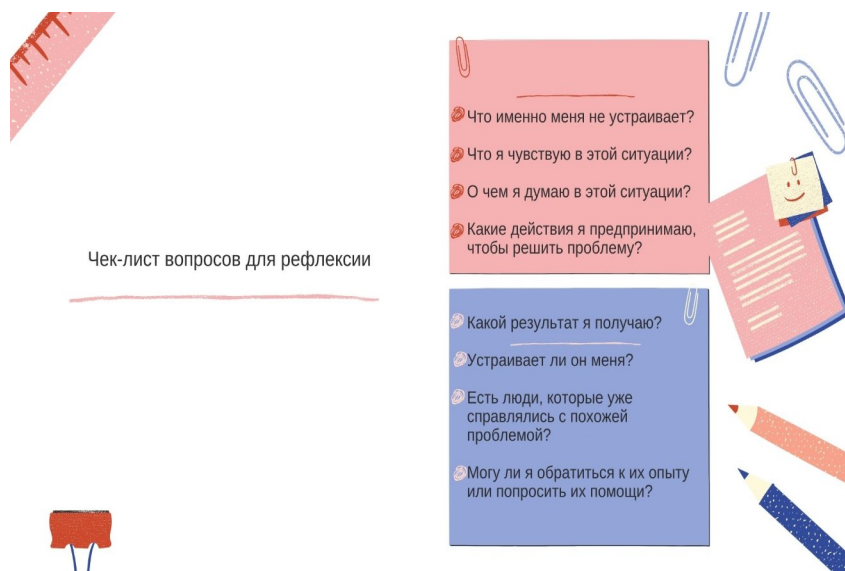 Чек-лист вопросов для рефлексии
Что именно меня не устраивает?
Что я чувствую в этой ситуации?
О чем я думаю в этой ситуации?
Какие действия я предпринимаю,
чтобы решить проблему?
Какой результат я получаю?
Устраивает ли он меня?
Есть люди, которые уже
справлялись с похожей
проблемой?
Могу ли я обратиться к их опыту
или попросить их помощи?